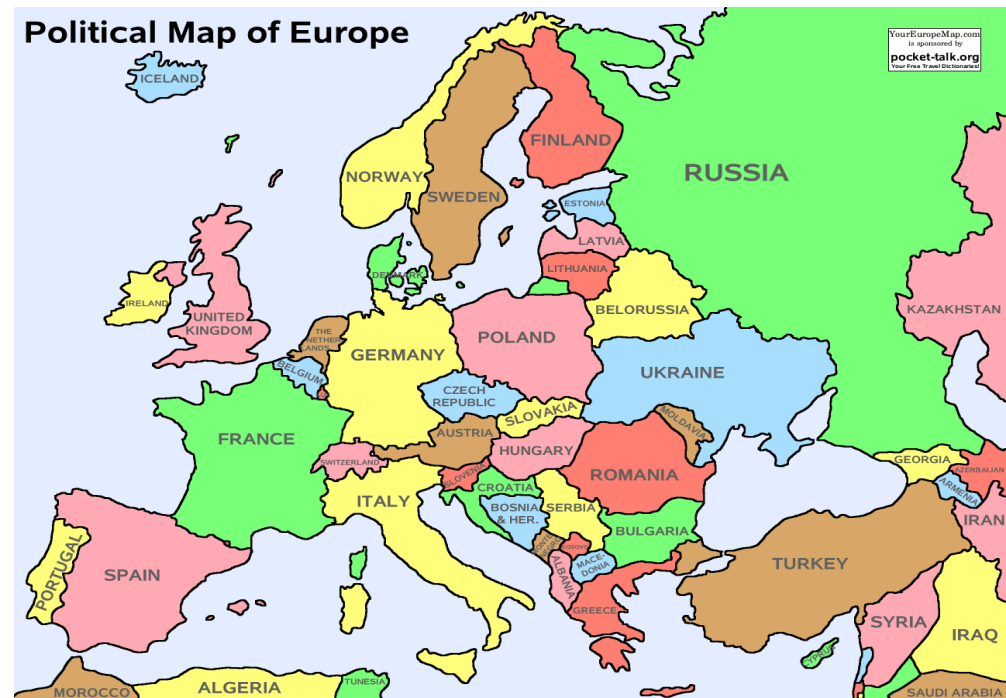 Political Map of Europe
YourEuropeMap.com
is sponsored by
pocket-talk.org
Your Free Travel Dictionaries!
ICELAND
FINLAND
RUSSIA
NORWAY
SWEDEN
ESTONIA
LATVIA
LITHUANIA
DENMARK
IRELAND
UNITED
KINGDOM
BELORUSSIA
KAZAKHSTAN
THE
NETHER
LANDS
POLAND
GERMANY
BELGIUM
UKRAINE
CZECH
REPUBLIC
SLOVAKIA
MOLDAVIA
FRANCE
AUSTRIA
HUNGARY
SWITZERLAND
GEORGIA
AZERBAIJAN
SLOVENIA
ROMANIA
CROATIA
ARMENIA
ITALY
BOSNIA
& HER.
SERBIA
IRAN
BULGARIA
MONTE
NEGRO
KOSOVO
MACE-
DONIA
ALBANIA
TURKEY
PORTUGAL
SPAIN
GREECE
SYRIA
IRAQ
CYPRUS
MOROCCO
ALGERIA
TUNESIA
SAUDI ARABIA